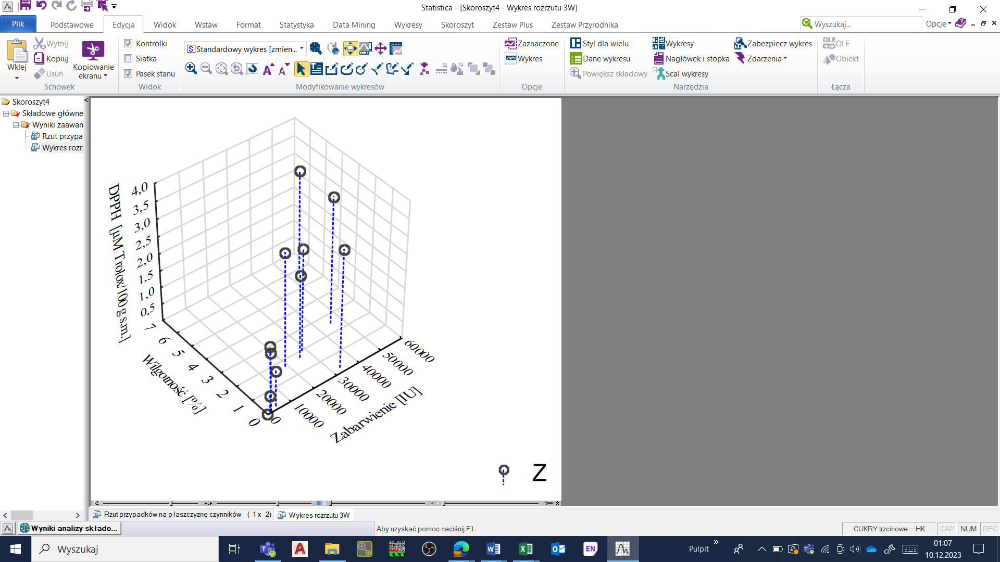 Statistica - [Skoroszyt4 - Wykres rozrzutu 3W]
Plik
Podstawowe
Edycja
Widok
Wstaw
Format
Statystyka
Data Mining
Wykresy
Skoroszyt
Zestaw Plus
Zestaw Przyrodnika
Wyszukaj...
Opcje
Wklej
Wytnij
Kopiuj
Usuń
Kopiowanie
ekranu
Schowek
Kontrolki
Siatka
Pasek stanu
Widok
Standardowy wykres [zmien...
Modyfikowanie wykresów
Zaznaczone
Wykres
Opcje
Styl dla wielu
Dane wykresu
Powiększ składowy
Wykresy
Nagłówek i stopka
Scal wykresy
Narzędzia
Zabezpiecz wykres
Zdarzenia
OLE
Obiekt
Łącza
Skoroszyt4
Składowe główne
Wyniki zaawan
Rzut przypa
Wykres rozr
DPPH [µM Trolox/100 g s.m.]
4,0
3,5
3,0
2,5
2,0
1,5
1,0
0,5
7
6
5
4
3
2
1
0
Wilgotność [%]
0
10000
20000
30000
40000
50000
60000
Zabarwienie [IU]
Z
Rzut przypadków na płaszczyznę czynników ( 1 x 2)
Wykres rozrzutu 3W
Wyniki analizy składo...
Aby uzyskać pomoc naciśnij F1.
CUKRY trzcinowe – HK
CAP
NUM
REC
Wyszukaj
EN
Pulpit
01:07
10.12.2023